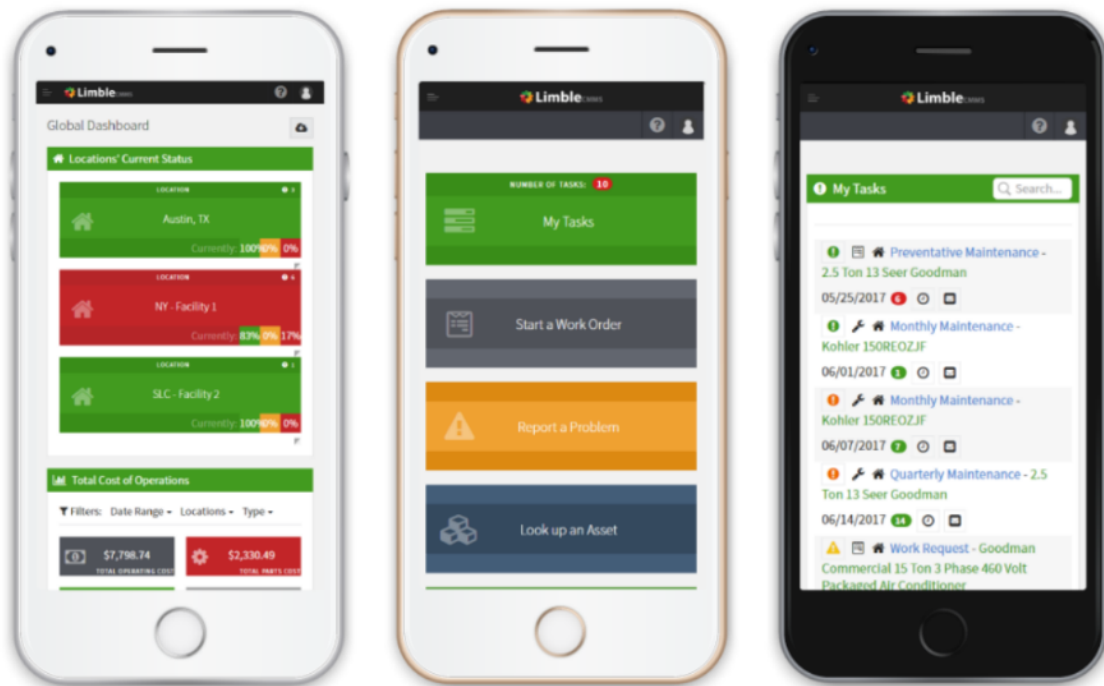 Limble CMMS
Global Dashboard
Locations' Current Status
LOCATION 3
Austin, TX
Currently: 100% 0% 0%
LOCATION 6
NY - Facility 1
Currently: 83% 0% 17%
LOCATION
SLC - Facility 2
Currently: 100% 0% 0%
Total Cost of Operations
Filters: Date Range Locations Type
$7,798.74 $2,330.49
TOTAL OPERATING COST TOTAL PARTS COST
Limble CMMS
NUMBER OF TASKS: 10
My Tasks
Start a Work Order
Report a Problem
Look up an Asset
Limble CMMS
My Tasks Search...
Preventative Maintenance -
2.5 Ton 13 Seer Goodman
05/25/2017 6
Monthly Maintenance -
Kohler 150REOZJF
06/01/2017 1
Monthly Maintenance -
Kohler 150REOZJF
06/07/2017 7
Quarterly Maintenance - 2.5
Ton 13 Seer Goodman
06/14/2017 14
Work Request - Goodman
Commercial 15 Ton 3 Phase 460 Volt
Packaged Air Conditioner